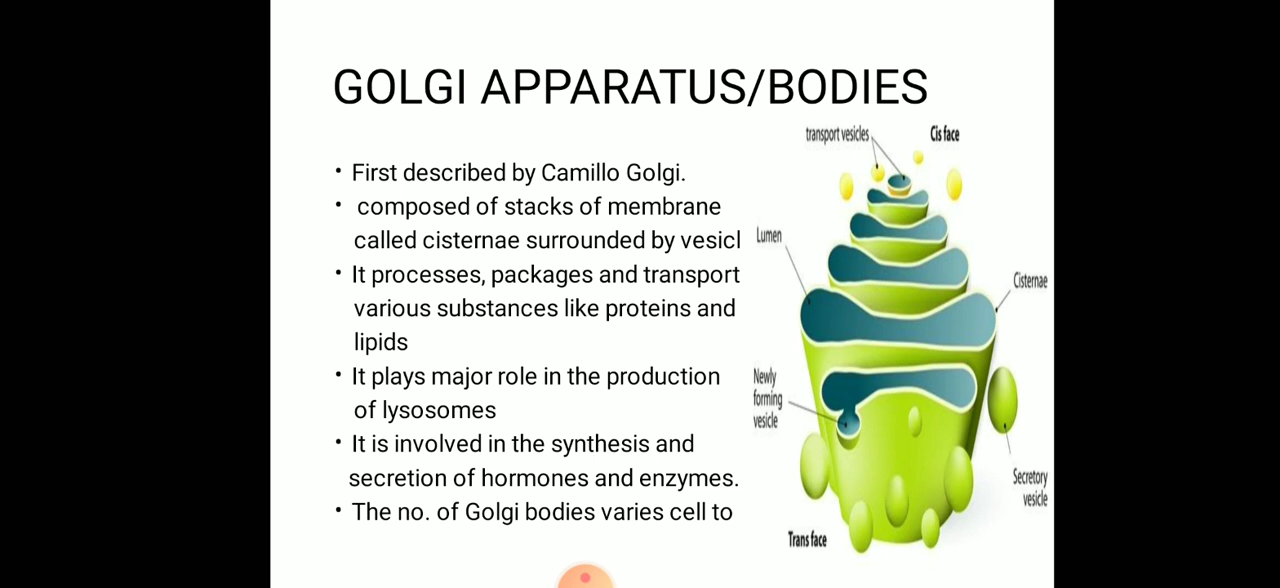 GOLGI APPARATUS/BODIES
• First described by Camillo Golgi.
• composed of stacks of membrane
called cisternae surrounded by vesicl
• It processes, packages and transport
various substances like proteins and
lipids
• It plays major role in the production
of lysosomes
• It is involved in the synthesis and
secretion of hormones and enzymes.
• The no. of Golgi bodies varies cell to
transport vesicles
Cis face
Lumen
Cisternae
Newly
forming
vesicle
Secretory
vesicle
Trans face